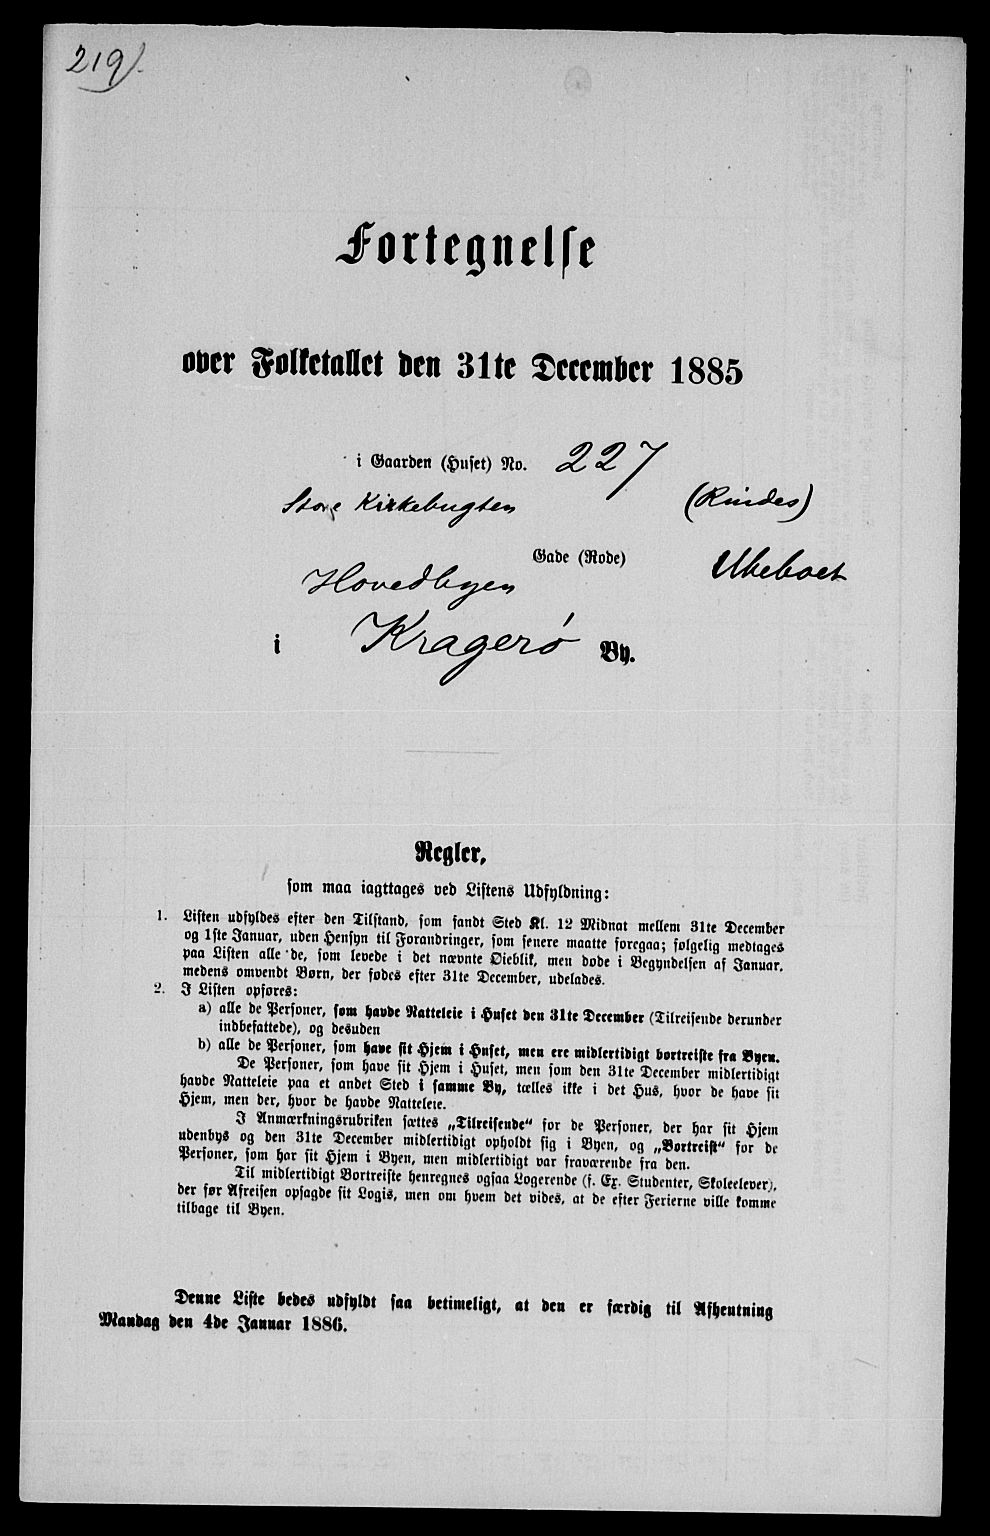 219).
Fortegnelse
over Folketallet den 31te December 1885
i Gaarden (Huset) No. 227
Store Kirkebugten (Rindes)
Gade (Rode) Ubeboet
Hovedbyen
i Kragerø By.
Regler,
som maa iagttages ved Listens Udfyldning:
1. Listen udfyldes efter den Tilstand, som fandt Sted Kl. 12 Midnat mellem 31te December
og 1ste Januar, uden Hensyn til Forandringer, som senere maatte foregaa; følgelig medtages
paa Listen alle de, som levede i det nævnte Øieblik, men døde i Begyndelsen af Januar,
medens omvendt Børn, der fødes efter 31te December, udelades.
2. I Listen opføres:
a) alle de Personer, som havde Natteleie i Huset den 31te December (Tilreisende derunder
indbefattede), og desuden
b) alle de Personer, som have sit Hjem i Huset, men ere midlertidigt bortreiste fra Byen.
De Personer, som have sit Hjem i Huset, men som den 31te December midlertidigt
havde Natteleie paa et andet Sted i samme By, tælles ikke i det Hus, hvor de have sit
Hjem, men der, hvor de havde Natteleie.
I Anmærkningsrubriken sættes „Tilreisende“ for de Personer, der har sit Hjem
udenbys og den 31te December midlertidigt opholdt sig i Byen, og „Bortreist“ for de
Personer, som har sit Hjem i Byen, men midlertidigt var fraværende fra den.
Til midlertidigt Bortreiste henregnes ogsaa Logerende (f. Ex. Studenter, Skoleelever),
der før Afreisen opsagde sit Logis, men om hvem det vides, at de efter Ferierne ville komme
tilbage til Byen.
Denne Liste bedes udfyldt saa betimeligt, at den er færdig til Afhentning
Mandag den 4de Januar 1886.